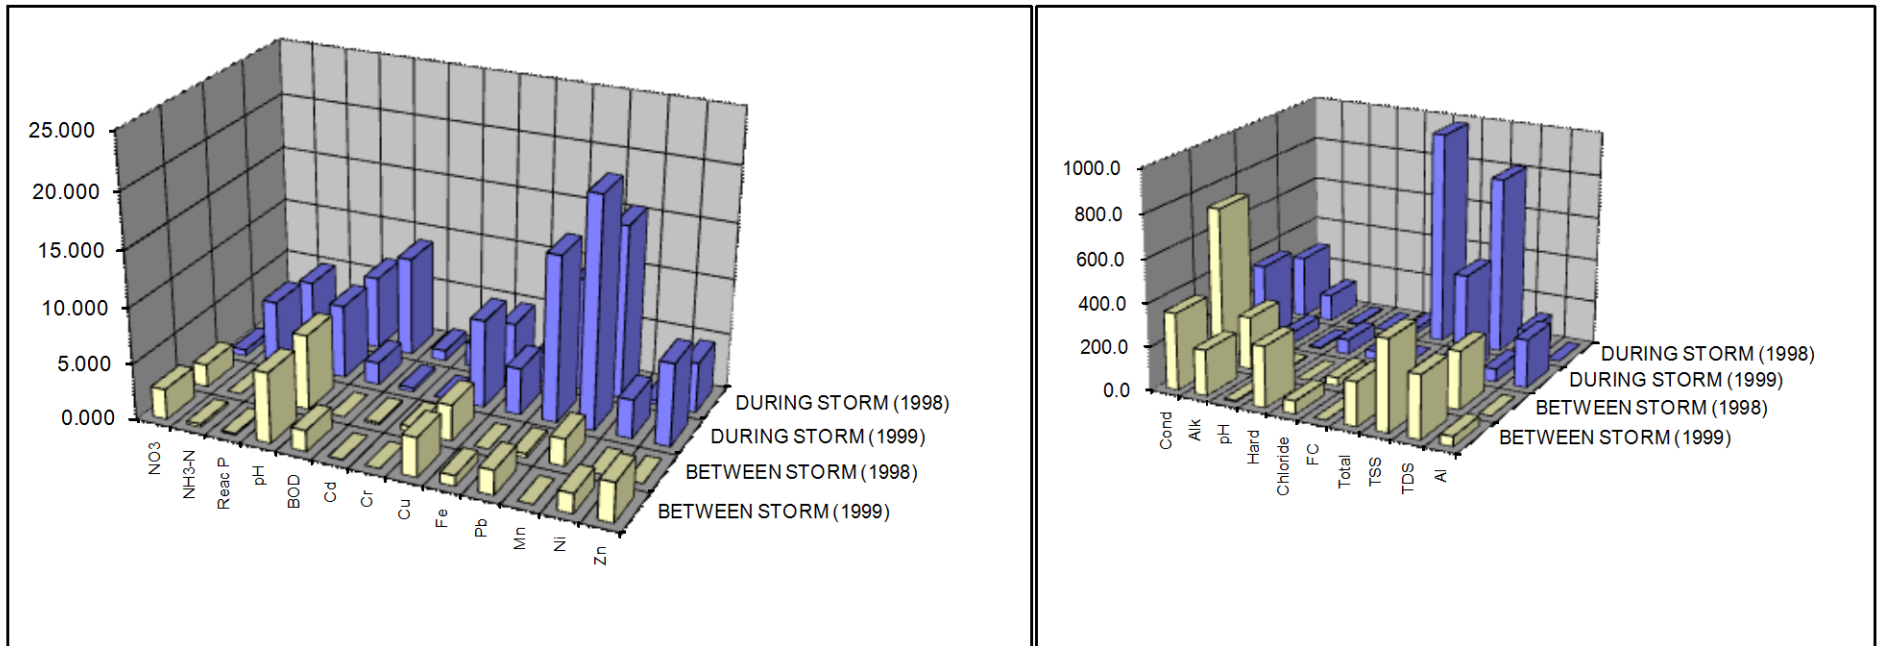 25.000
20.000
15.000
10.000
5.000
0.000
NO3
NH3-N
Reac P
pH
BOD
Cd
Cr
Cu
Fe
Pb
Mn
Ni
Zn
DURING STORM (1998)
DURING STORM (1999)
BETWEEN STORM (1998)
BETWEEN STORM (1999)
1000.0
800.0
600.0
400.0
200.0
0.0
Cond
Alk
pH
Hard
Chloride
FC
Total
TSS
TDS
Al
DURING STORM (1998)
DURING STORM (1999)
BETWEEN STORM (1998)
BETWEEN STORM (1999)